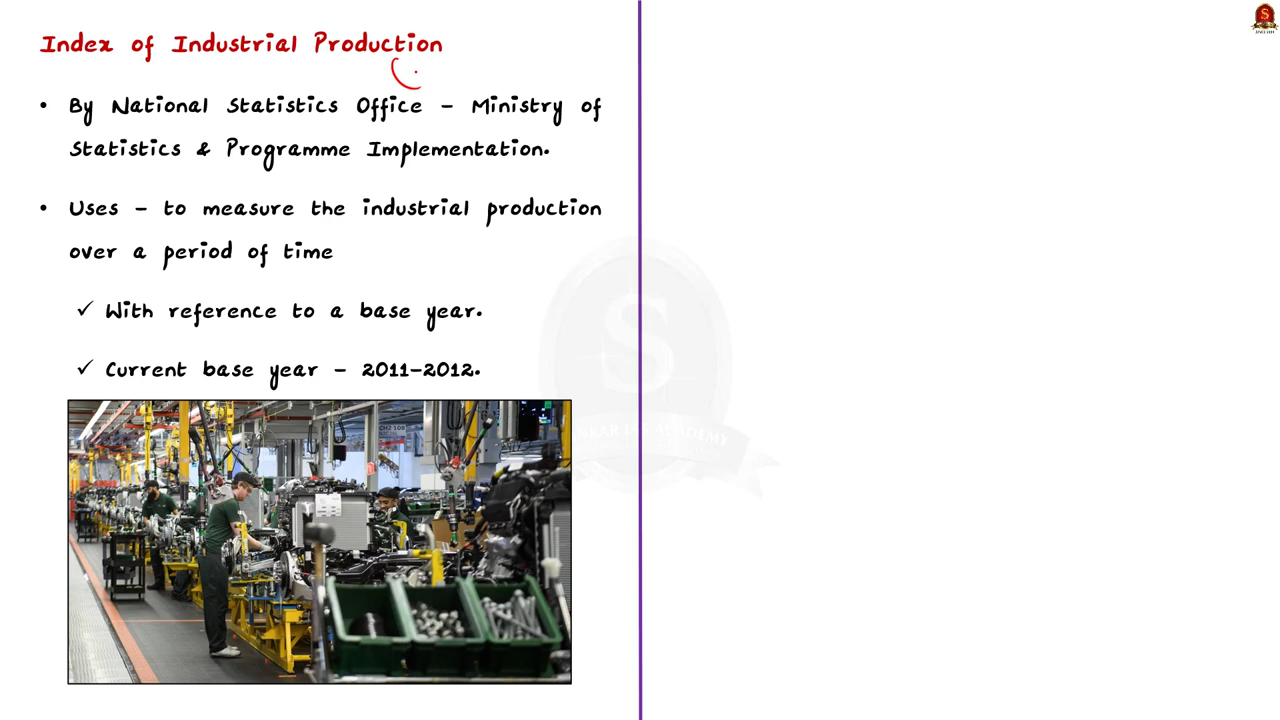 Index of Industrial Production
• By National Statistics Office – Ministry of
Statistics & Programme Implementation.
• Uses – to measure the industrial production
over a period of time
✓ With reference to a base year.
✓ Current base year – 2011-2012.